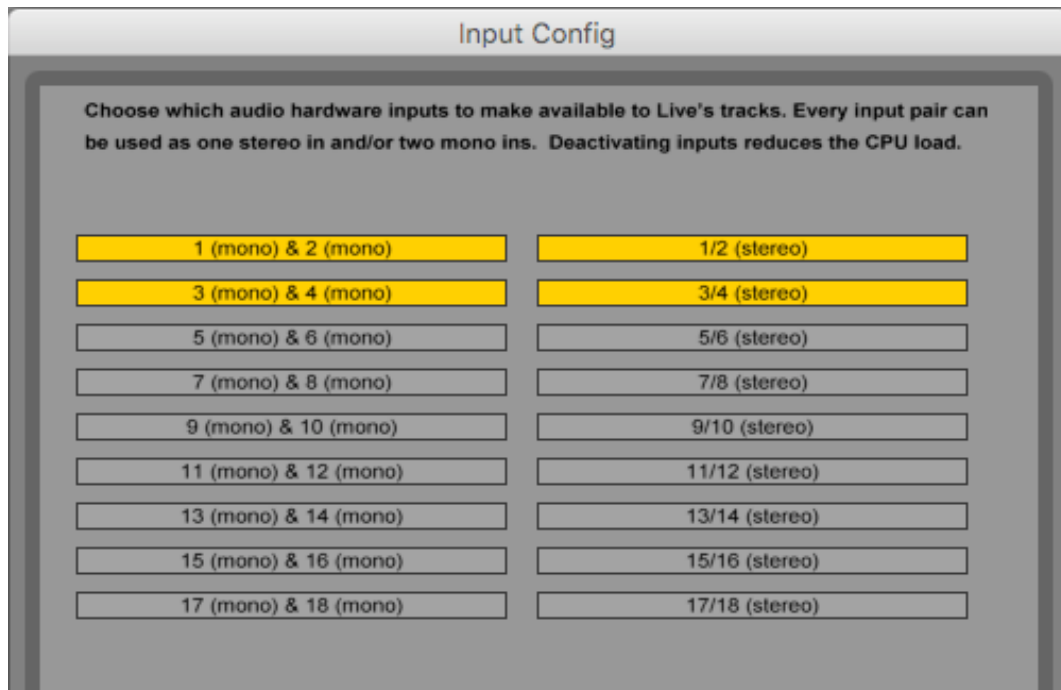 Input Config
Choose which audio hardware inputs to make available to Live's tracks. Every input pair can
be used as one stereo in and/or two mono ins.  Deactivating inputs reduces the CPU load.
1 (mono) & 2 (mono) 1/2 (stereo)
3 (mono) & 4 (mono) 3/4 (stereo)
5 (mono) & 6 (mono) 5/6 (stereo)
7 (mono) & 8 (mono) 7/8 (stereo)
9 (mono) & 10 (mono) 9/10 (stereo)
11 (mono) & 12 (mono) 11/12 (stereo)
13 (mono) & 14 (mono) 13/14 (stereo)
15 (mono) & 16 (mono) 15/16 (stereo)
17 (mono) & 18 (mono) 17/18 (stereo)